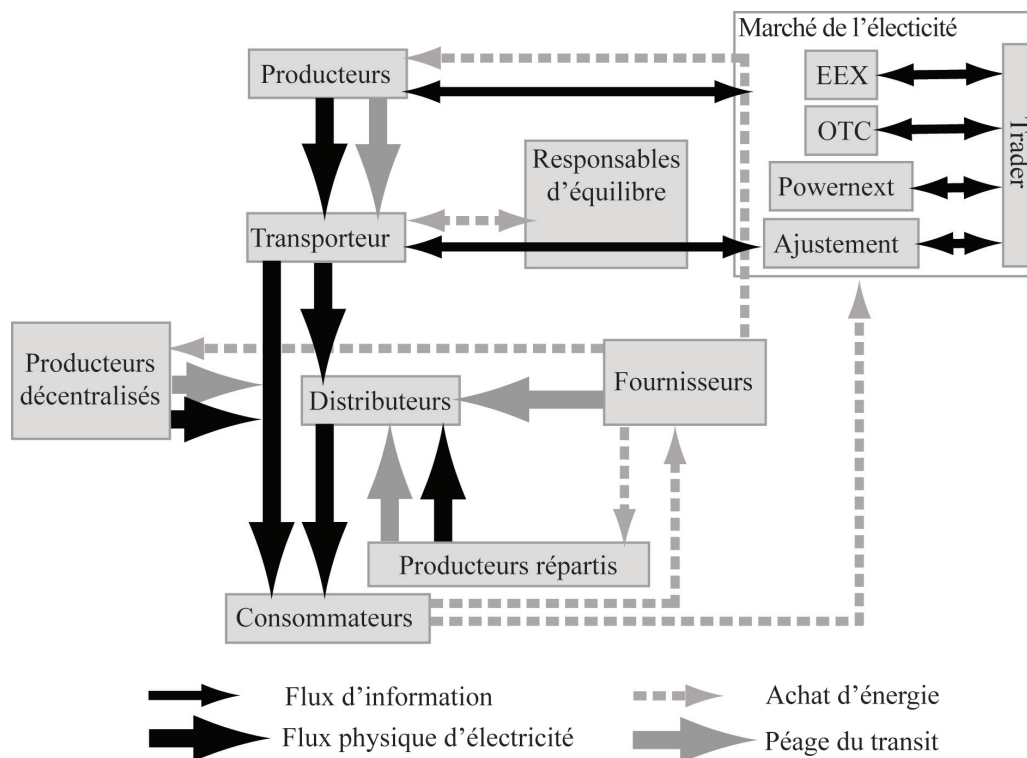 Marché de l’électicité
Producteurs
EEX
OTC
Trader
Responsables
d’équilibre
Powernext
Transporteur
Ajustement
Producteurs
décentralisés
Fournisseurs
Distributeurs
Producteurs répartis
Consommateurs
Flux d’information
Achat d’énergie
Flux physique d’électricité
Péage du transit